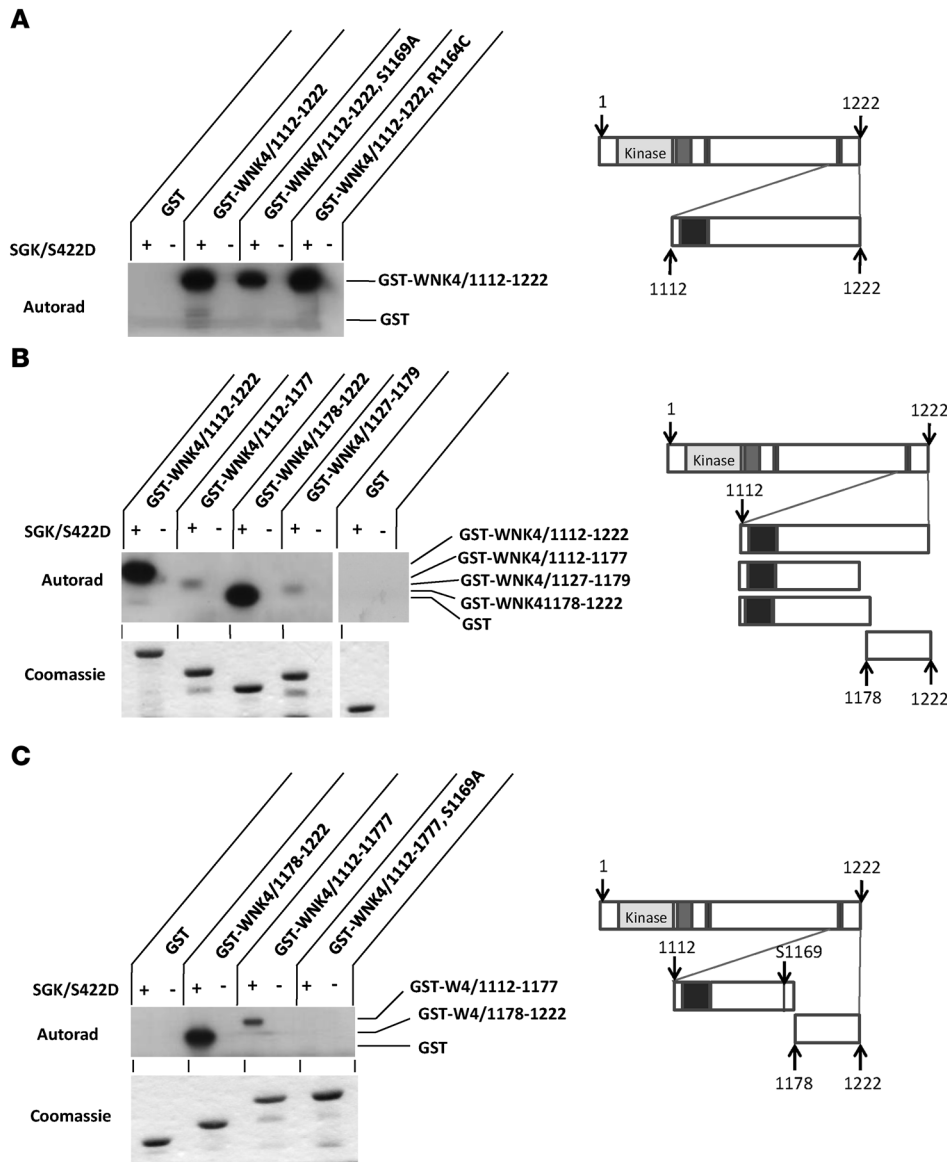 A
GST
GST-WNK4/1112-1222
GST-WNK4/1112-1222, S1169A
GST-WNK4/1112-1222, R1164C
SGK/S422D
+ - + - + - + -
Autorad
GST-WNK4/1112-1222
GST
1
1222
Kinase
1112
1222
B
GST-WNK4/1112-1222
GST-WNK4/1112-1177
GST-WNK4/1178-1222
GST-WNK4/1127-1179
GST
SGK/S422D
+ - + - + - + - + -
Autorad
GST-WNK4/1112-1222
GST-WNK4/1112-1177
GST-WNK4/1127-1179
GST-WNK41178-1222
GST
Coomassie
1
1222
Kinase
1112
1178
1222
C
GST
GST-WNK4/1178-1222
GST-WNK4/1112-11777
GST-WNK4/1112-1777, S1169A
SGK/S422D
+ - + - + - + -
Autorad
GST-W4/1112-1177
GST-W4/1178-1222
GST
Coomassie
1
1222
Kinase
1112
S1169
1178
1222